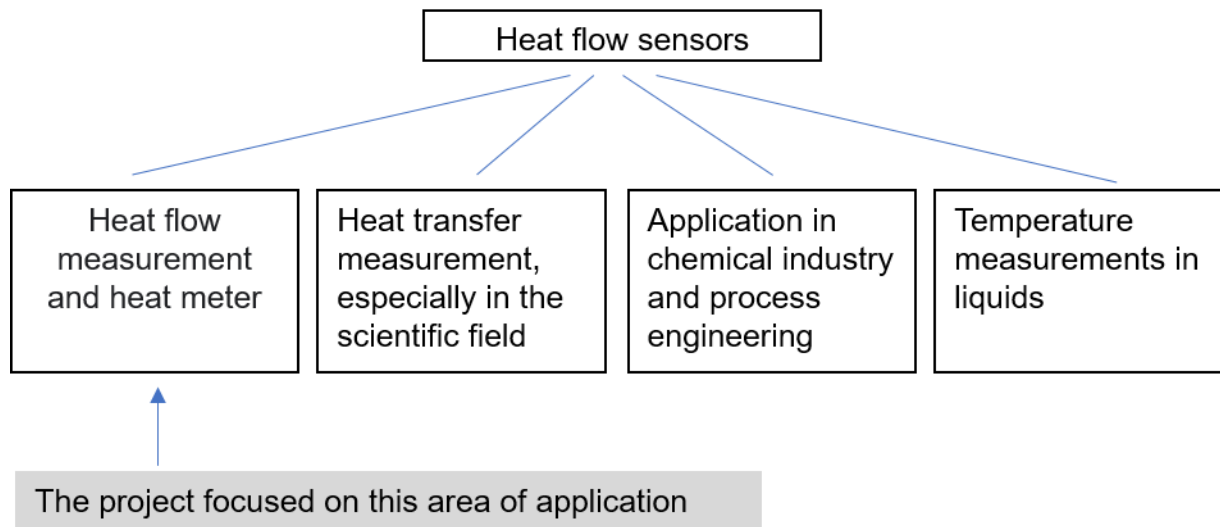 Heat flow sensors
Heat flow
measurement
and heat meter
Heat transfer
measurement,
especially in the
scientific field
Application in
chemical industry
and process
engineering
Temperature
measurements in
liquids
The project focused on this area of application